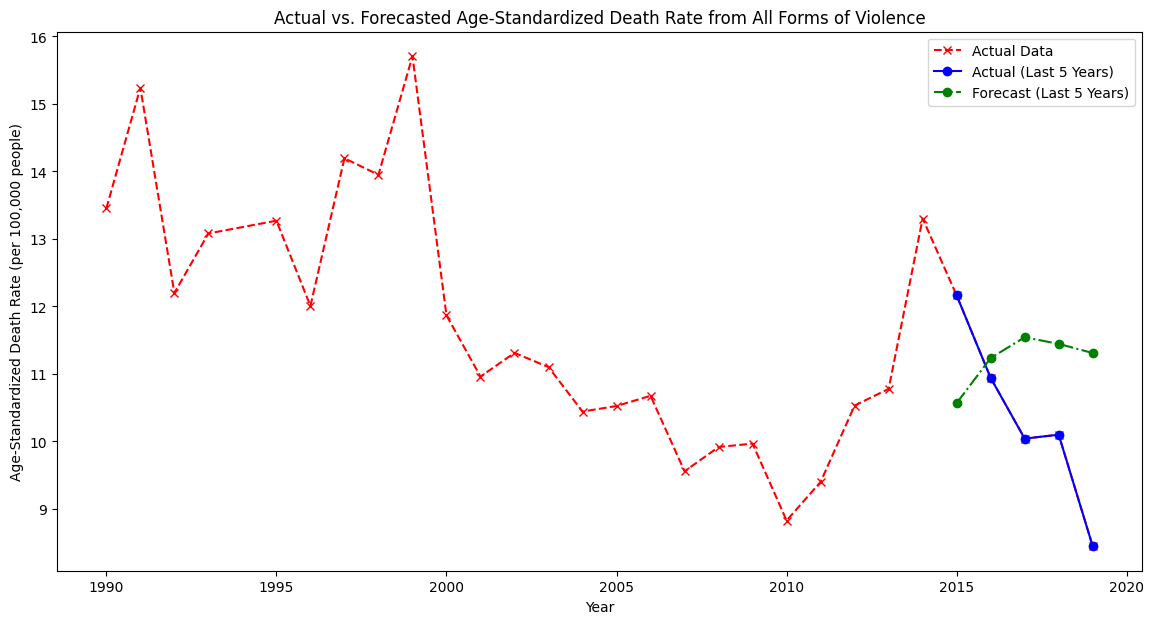 Actual vs. Forecasted Age-Standardized Death Rate from All Forms of Violence
Actual Data
Actual (Last 5 Years)
Forecast (Last 5 Years)
Age-Standardized Death Rate (per 100,000 people)
16
15
14
13
12
11
10
9
1990
1995
2000
2005
2010
2015
2020
Year